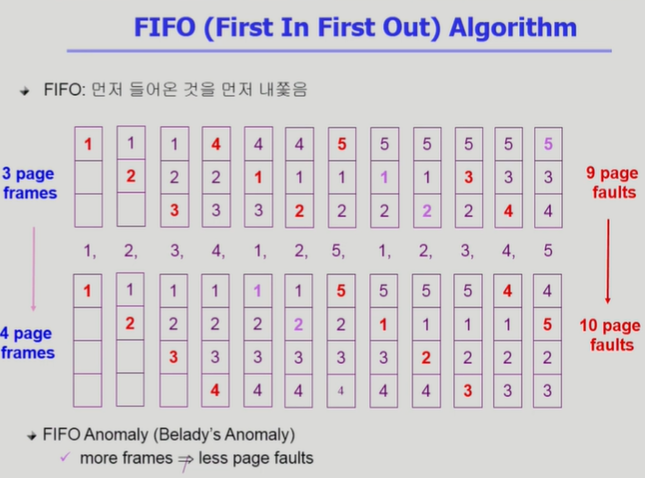 FIFO (First In First Out) Algorithm
FIFO: 먼저 들어온 것을 먼저 내쫓음
3 page frames
1 1 1 4 4 4 5 5 5 5 5 5
2 2 2 1 1 1 1 1 3 3 3
3 3 3 2 2 2 2 2 4 4
9 page faults
1, 2, 3, 4, 1, 2, 5, 1, 2, 3, 4, 5
4 page frames
1 1 1 1 1 1 5 5 5 5 4 4
2 2 2 2 2 2 1 1 1 1 5
3 3 3 3 3 3 2 2 2 2
4 4 4 4 4 4 3 3 3
10 page faults
FIFO Anomaly (Belady's Anomaly)
✓ more frames ⇏ less page faults